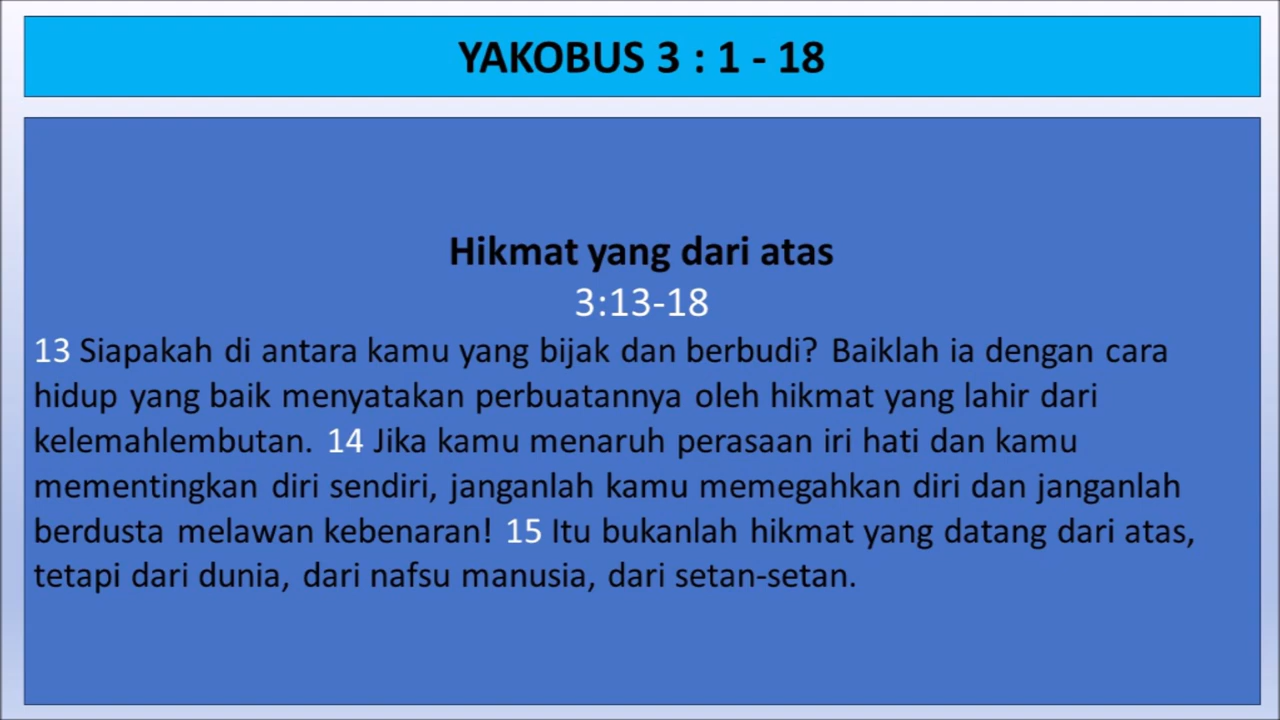 YAKOBUS 3 : 1 - 18
Hikmat yang dari atas
3:13-18
13 Siapakah di antara kamu yang bijak dan berbudi? Baiklah ia dengan cara
hidup yang baik menyatakan perbuatannya oleh hikmat yang lahir dari
kelemahlembutan. 14 Jika kamu menaruh perasaan iri hati dan kamu
mementingkan diri sendiri, janganlah kamu memegahkan diri dan janganlah
berdusta melawan kebenaran! 15 Itu bukanlah hikmat yang datang dari atas,
tetapi dari dunia, dari nafsu manusia, dari setan-setan.